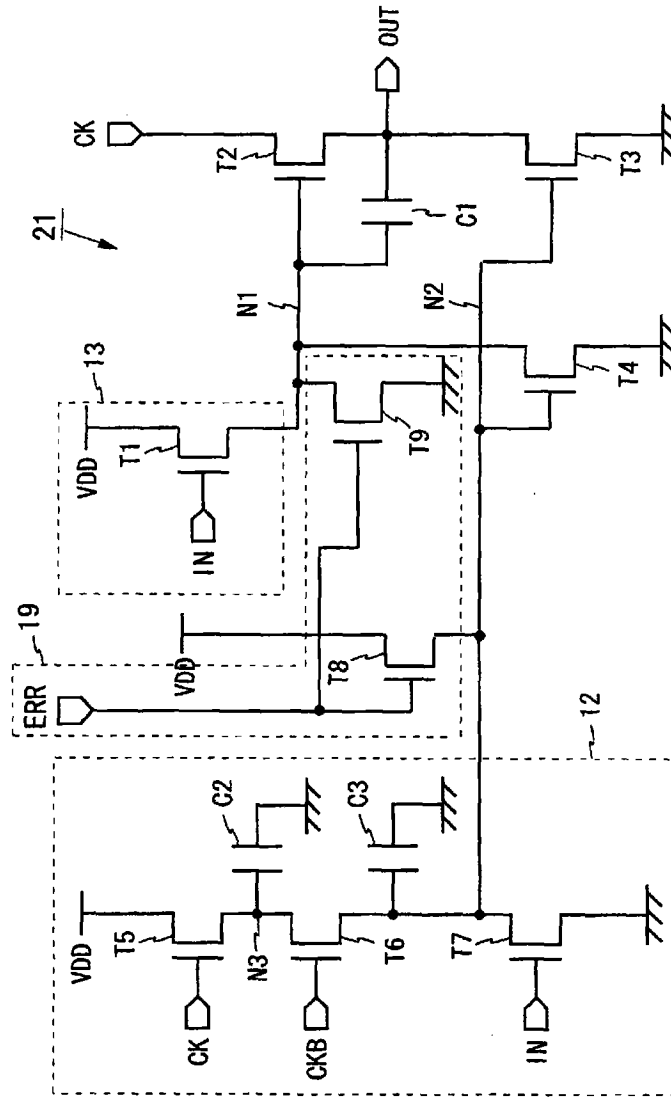 21
CK
T2
OUT
C1
T3
N1
N2
T4
13
VDD
T1
IN
T9
19
ERR
VDD
T8
12
VDD
T5
CK
C2
N3
CKB
T6
C3
T7
IN